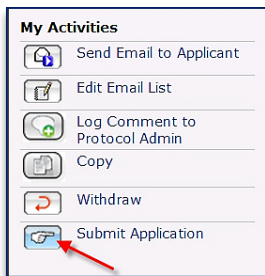 My Activities
Send Email to Applicant
Edit Email List
Log Comment to
Protocol Admin
Copy
Withdraw
Submit Application